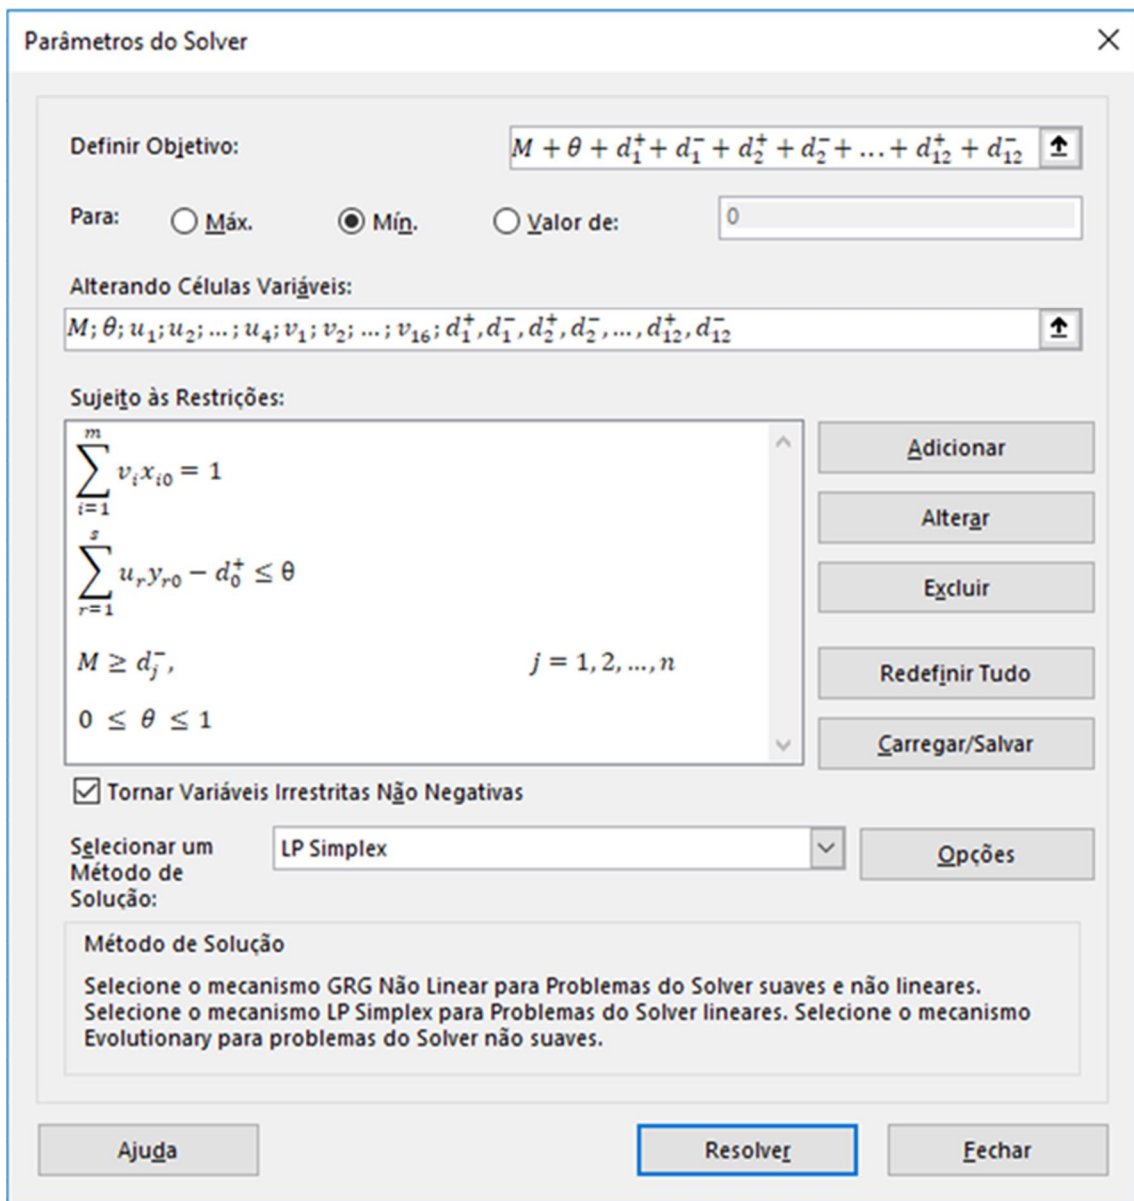 Parâmetros do Solver
Definir Objetivo:
M + θ + d₁⁺ + d₁⁻ + d₂⁺ + d₂⁻ + ... + d₁₂⁺ + d₁₂⁻
Para: Máx. Mín. Valor de: 0
Alterando Células Variáveis:
M; θ; u₁; u₂; ...; u₄; v₁; v₂; ...; v₁₆; d₁⁺, d₁⁻, d₂⁺, d₂⁻, ..., d₁₂⁺, d₁₂⁻
Sujeito às Restrições:
∑_{i=1}^{m} vᵢxᵢ₀ = 1
∑_{r=1}^{s} uᵣyᵣ₀ − d₀⁺ ≤ θ
M ≥ dⱼ⁻, j = 1, 2, ..., n
0 ≤ θ ≤ 1
Adicionar
Alterar
Excluir
Redefinir Tudo
Carregar/Salvar
Tornar Variáveis Irrestritas Não Negativas
Selecionar um
Método de
Solução:
LP Simplex
Opções
Método de Solução
Selecione o mecanismo GRG Não Linear para Problemas do Solver suaves e não lineares.
Selecione o mecanismo LP Simplex para Problemas do Solver lineares. Selecione o mecanismo
Evolutionary para problemas do Solver não suaves.
Ajuda
Resolver
Fechar